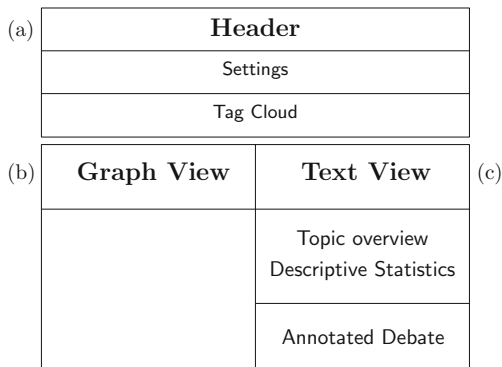 (a)
Header
Settings
Tag Cloud
(b)
Graph View
Text View
(c)
Topic overview
Descriptive Statistics
Annotated Debate